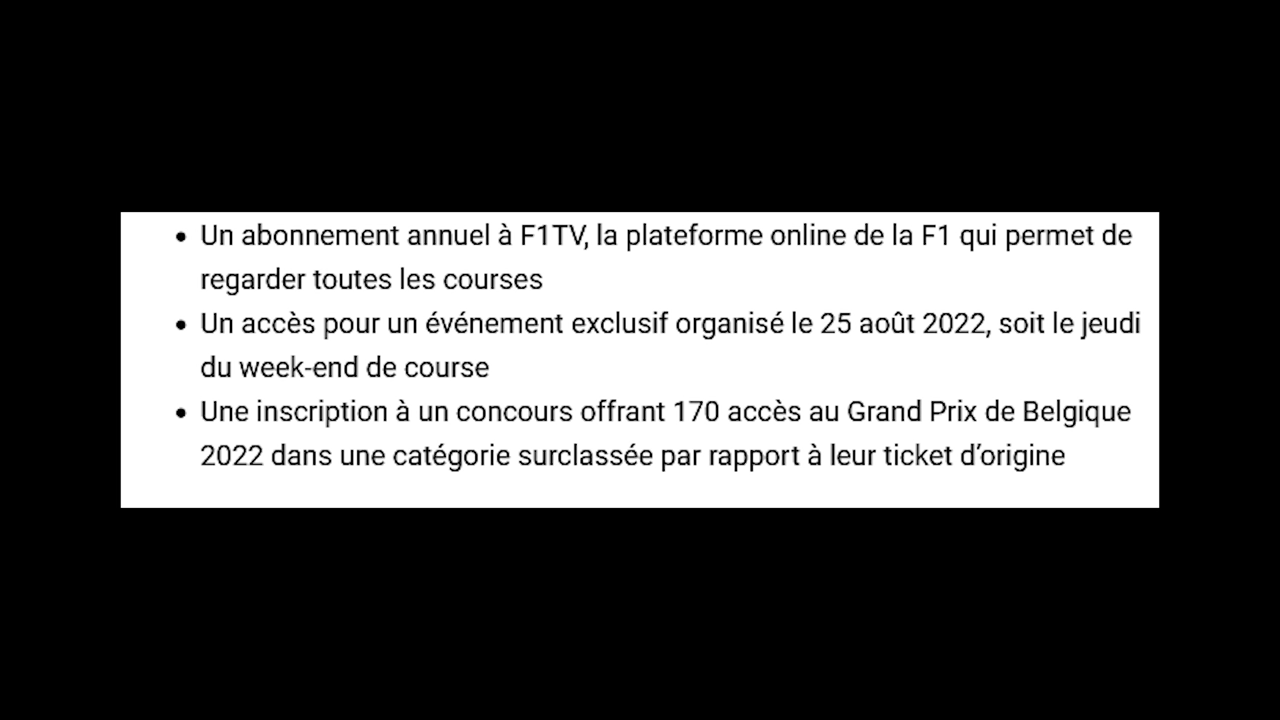 • Un abonnement annuel à F1TV, la plateforme online de la F1 qui permet de
regarder toutes les courses
• Un accès pour un événement exclusif organisé le 25 août 2022, soit le jeudi
du week-end de course
• Une inscription à un concours offrant 170 accès au Grand Prix de Belgique
2022 dans une catégorie surclassée par rapport à leur ticket d’origine